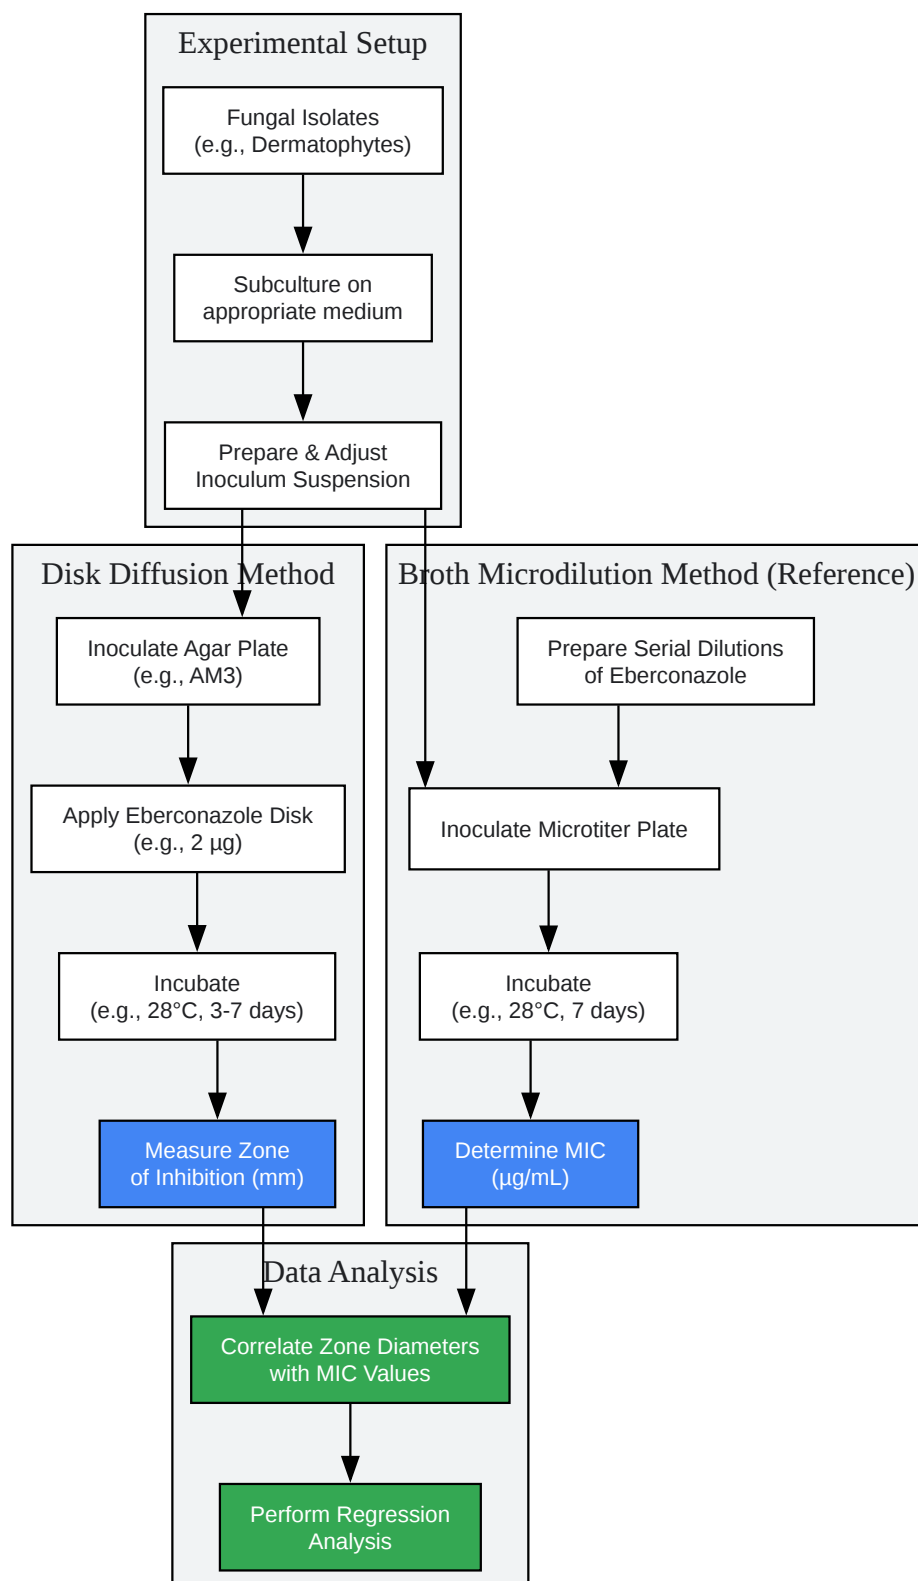 Experimental Setup
Fungal Isolates
(e.g., Dermatophytes)
Subculture on
appropriate medium
Prepare & Adjust
Inoculum Suspension
Disk Diffusion Method
Inoculate Agar Plate
(e.g., AM3)
Apply Eberconazole Disk
(e.g., 2 µg)
Incubate
(e.g., 28°C, 3-7 days)
Measure Zone
of Inhibition (mm)
Broth Microdilution Method (Reference)
Prepare Serial Dilutions
of Eberconazole
Inoculate Microtiter Plate
Incubate
(e.g., 28°C, 7 days)
Determine MIC
(µg/mL)
Data Analysis
Correlate Zone Diameters
with MIC Values
Perform Regression
Analysis